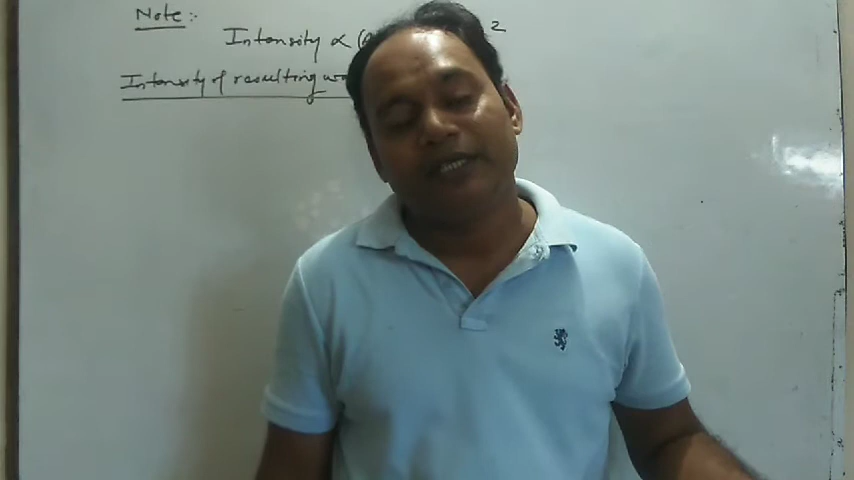 Note:-
Intensity ∝ ( 2
Intensity of resulting